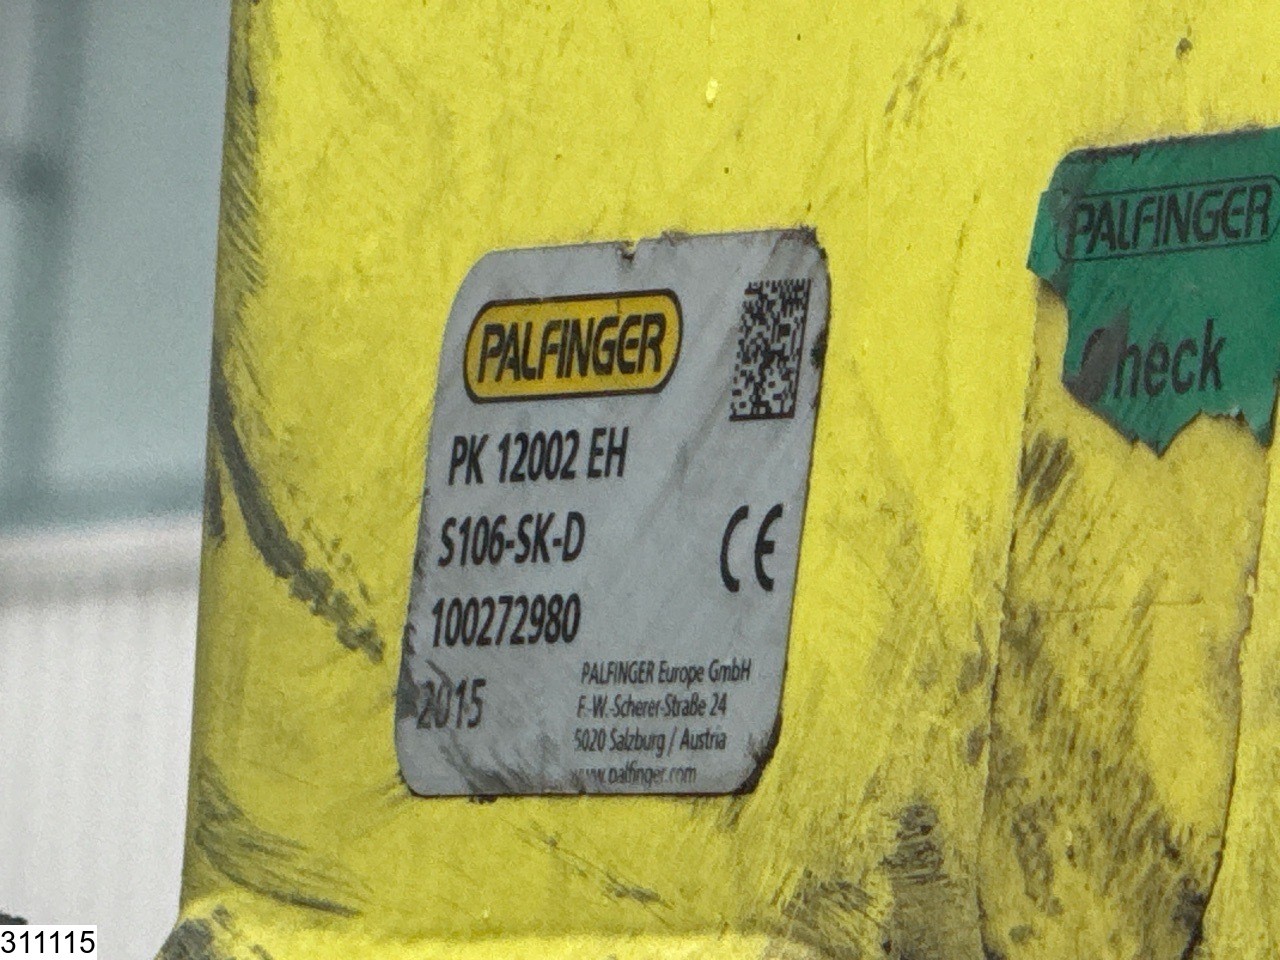 PALFINGER
PK 12002 EH
S106-SK-D
CE
100272980
2015
PALFINGER Europe GmbH
F.-W.-Scherer-Straße 24
5020 Salzburg / Austria
www.palfinger.com
PALFINGER
Check
311115